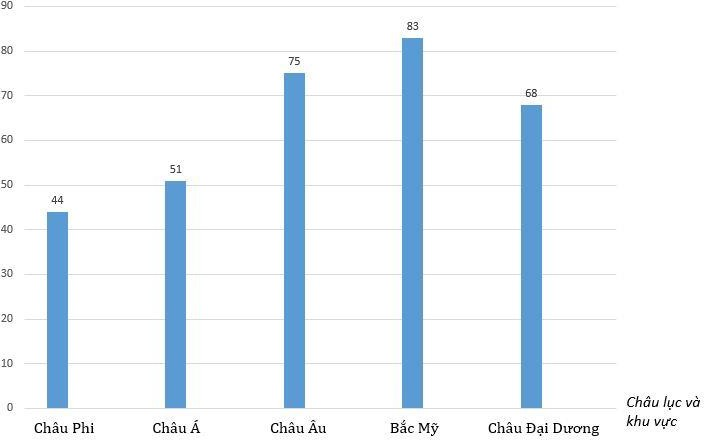 90
80
70
60
50
40
30
20
10
0
44
51
75
83
68
Châu Phi
Châu Á
Châu Âu
Bắc Mỹ
Châu Đại Dương
Châu lục và
khu vực